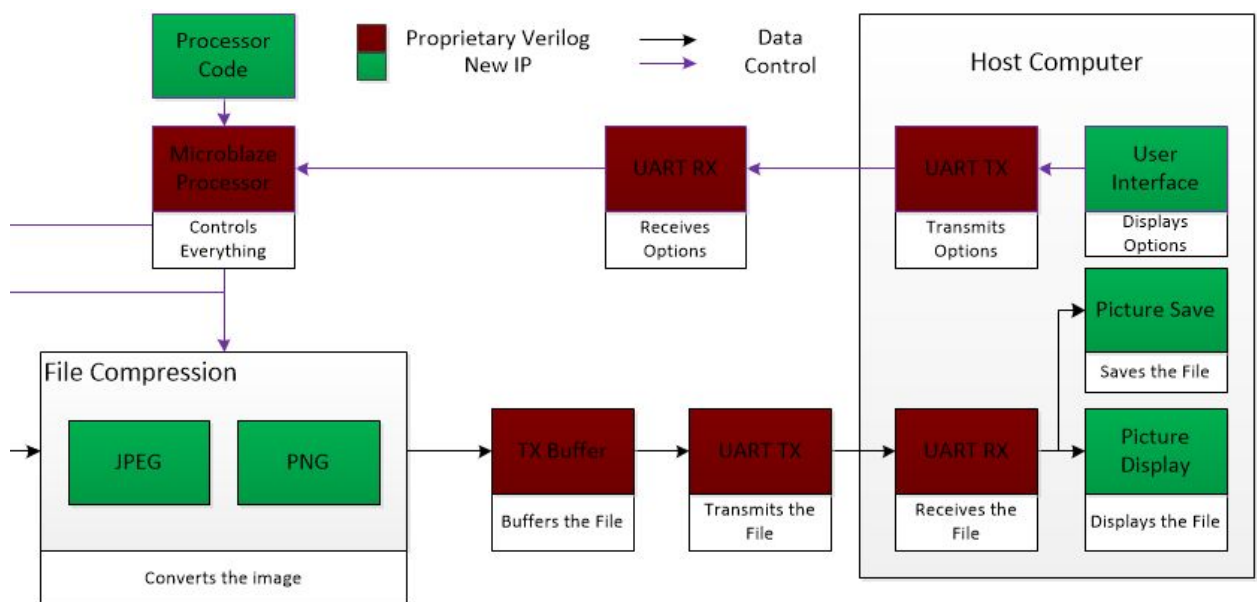 Processor
Code
Proprietary Verilog
New IP
Data
Control
Host Computer
Microblaze
Processor
Controls
Everything
UART RX
Receives
Options
UART TX
Transmits
Options
User
Interface
Displays
Options
Picture Save
Saves the File
File Compression
JPEG
PNG
Converts the image
TX Buffer
Buffers the File
UART TX
Transmits the
File
UART RX
Receives the
File
Picture
Display
Displays the File